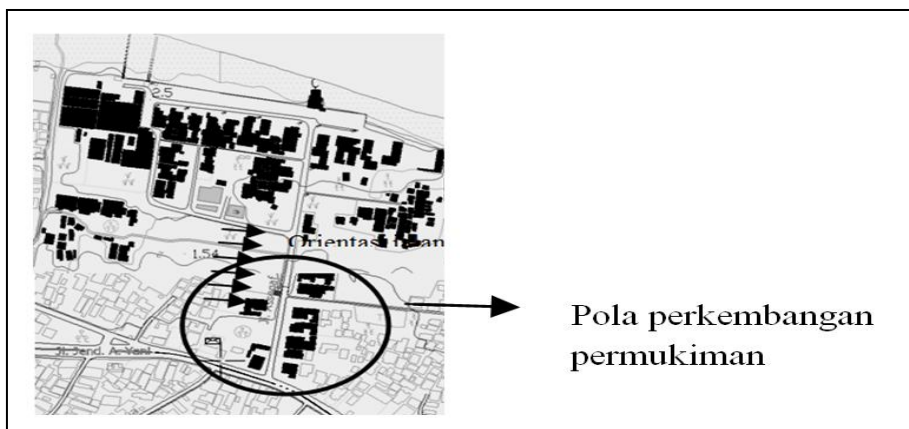 2.5
Orientasi
1.54
Jl. Jend. A. Yani
Pola perkembangan
permukiman